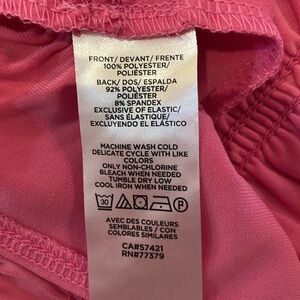 FRONT/ DEVANT/ FRENTE
100% POLYESTER/
POLIÉSTER
BACK/ DOS/ ESPALDA
92% POLYESTER/
POLIÉSTER
8% SPANDEX
EXCLUSIVE OF ELASTIC/
SANS ÉLASTIQUE/
EXCLUYENDO EL ELÁSTICO
MACHINE WASH COLD
DELICATE CYCLE WITH LIKE
COLORS
ONLY NON-CHLORINE
BLEACH WHEN NEEDED
TUMBLE DRY LOW
COOL IRON WHEN NEEDED
30 P
AVEC DES COULEURS
SEMBLABLES / CON
COLORES SIMILARES
CA#57421
RN#77379